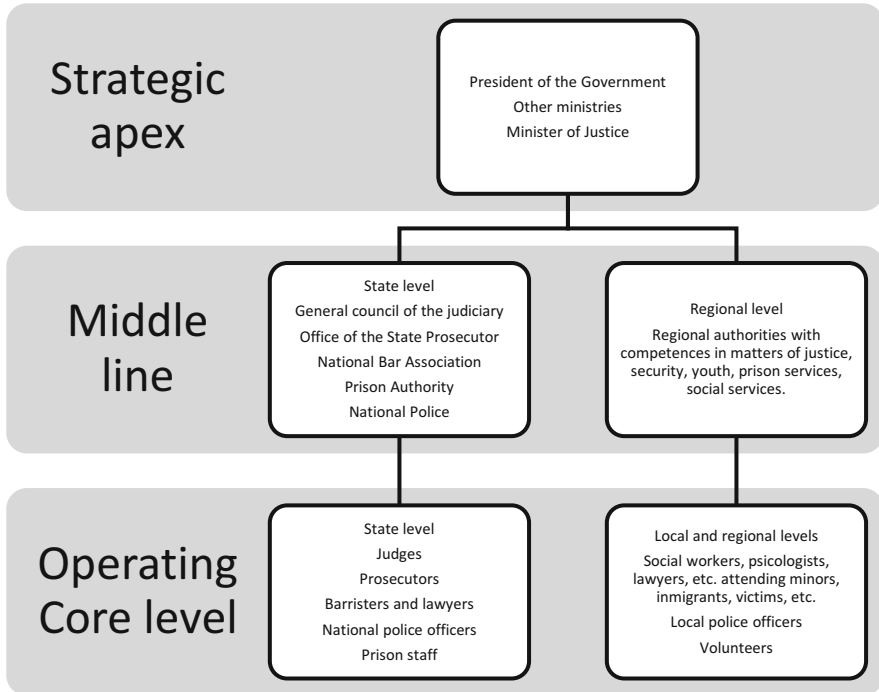 Strategic
apex
President of the Government
Other ministries
Minister of Justice
Middle
line
State level
General council of the judiciary
Office of the State Prosecutor
National Bar Association
Prison Authority
National Police
Regional level
Regional authorities with
competences in matters of justice,
security, youth, prison services,
social services.
Operating
Core level
State level
Judges
Prosecutors
Barristers and lawyers
National police officers
Prison staff
Local and regional levels
Social workers, psicologists,
lawyers, etc. attending minors,
inmigrants, victims, etc.
Local police officers
Volunteers